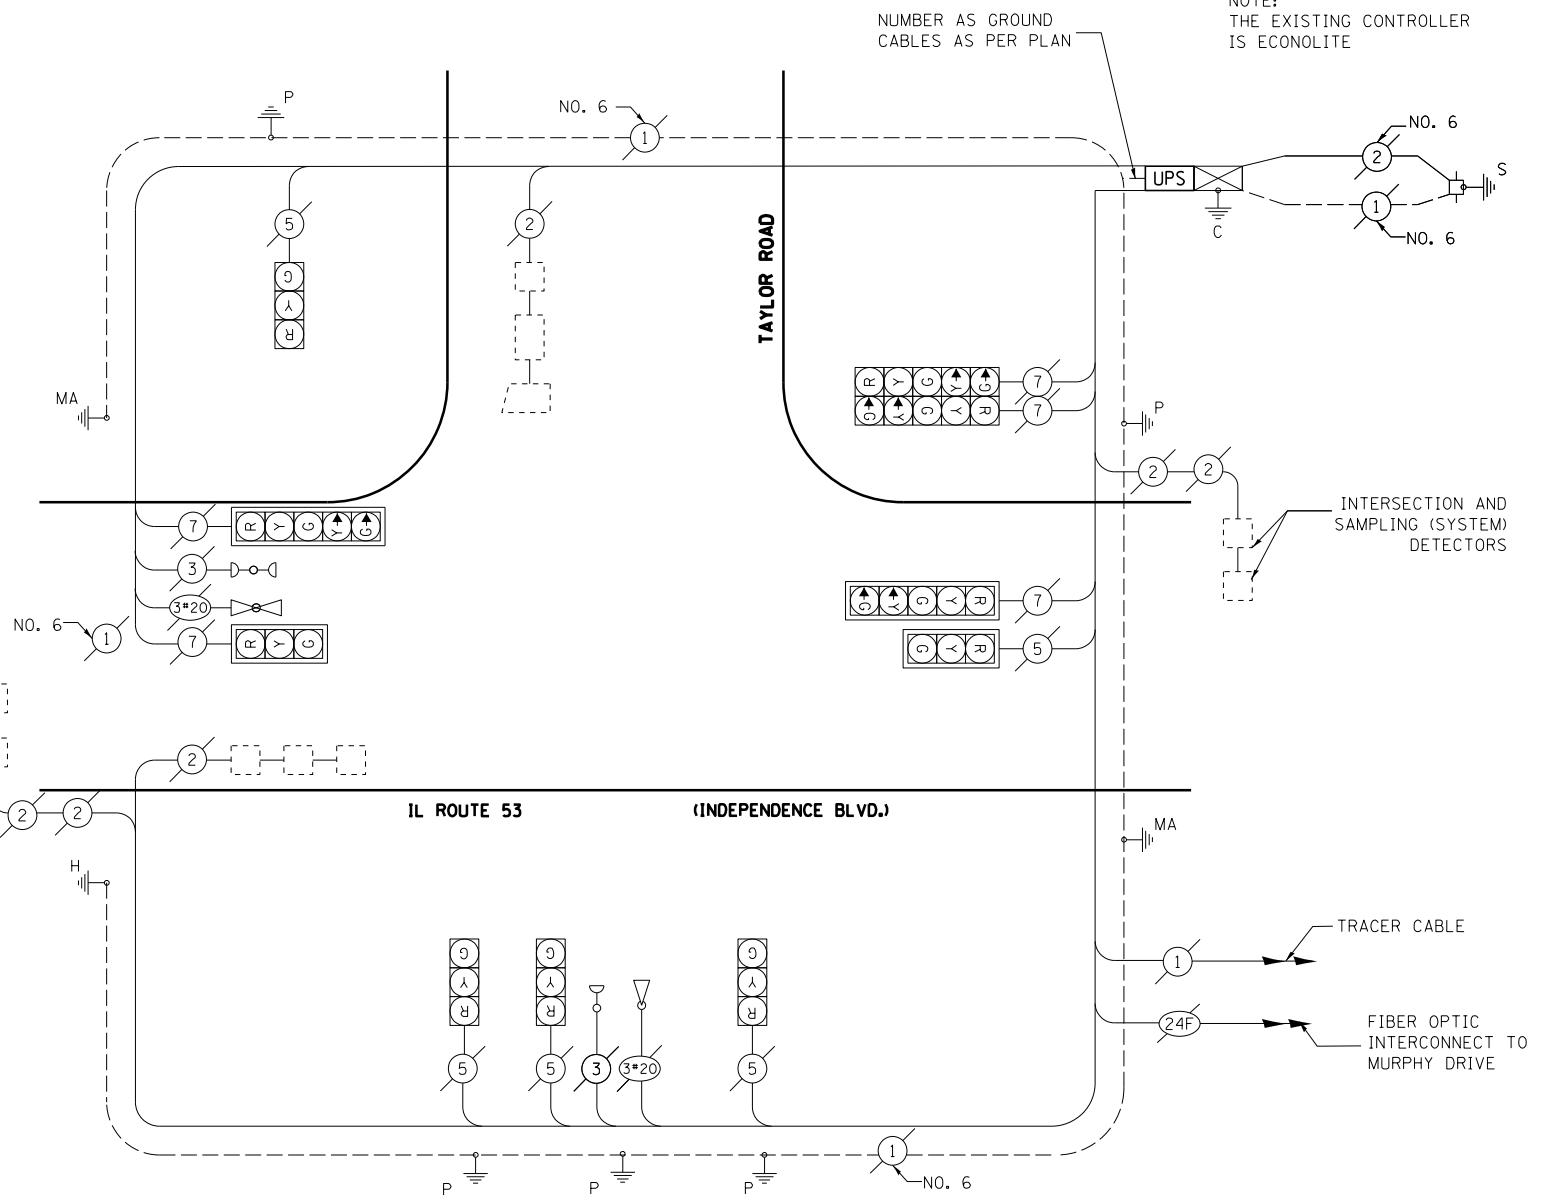 NOTE:
NUMBER AS GROUND
CABLES AS PER PLAN
THE EXISTING CONTROLLER
IS ECONOLITE
P
NO. 6
1
NO. 6
2
UPS
S
C
1
NO. 6
5
G
Y
R
2
TAYLOR ROAD
R Y G Y G
7
G Y G Y R
7
MA
P
2
2
INTERSECTION AND
SAMPLING (SYSTEM)
DETECTORS
7
R Y G Y G
3
3#20
NO. 6
1
7
R Y G
G Y G Y R
7
G Y R
5
2
2
2
IL ROUTE 53
(INDEPENDENCE BLVD.)
MA
H
TRACER CABLE
1
24F
FIBER OPTIC
INTERCONNECT TO
MURPHY DRIVE
G
Y
R
5
G
Y
R
5
3
3#20
G
Y
R
5
1
NO. 6
P
P
P